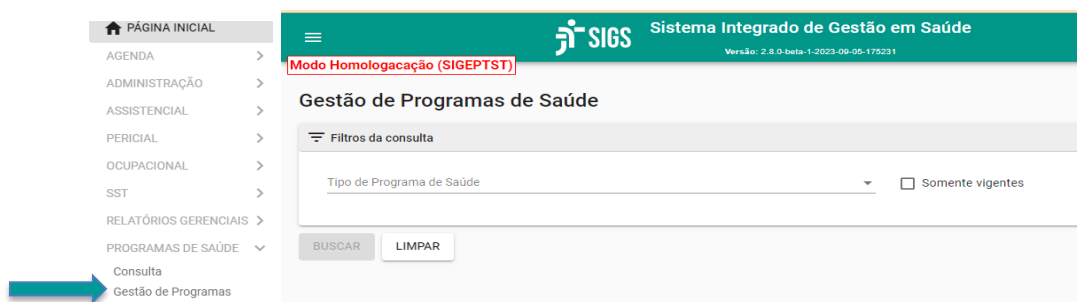 PÁGINA INICIAL
AGENDA
ADMINISTRAÇÃO
ASSISTENCIAL
PERICIAL
OCUPACIONAL
SST
RELATÓRIOS GERENCIAIS
PROGRAMAS DE SAÚDE
Consulta
Gestão de Programas
SIGS
Sistema Integrado de Gestão em Saúde
Versão: 2.8.0-beta-1-2023-09-05-175231
Modo Homologacação (SIGEPTST)
Gestão de Programas de Saúde
Filtros da consulta
Tipo de Programa de Saúde
Somente vigentes
BUSCAR LIMPAR